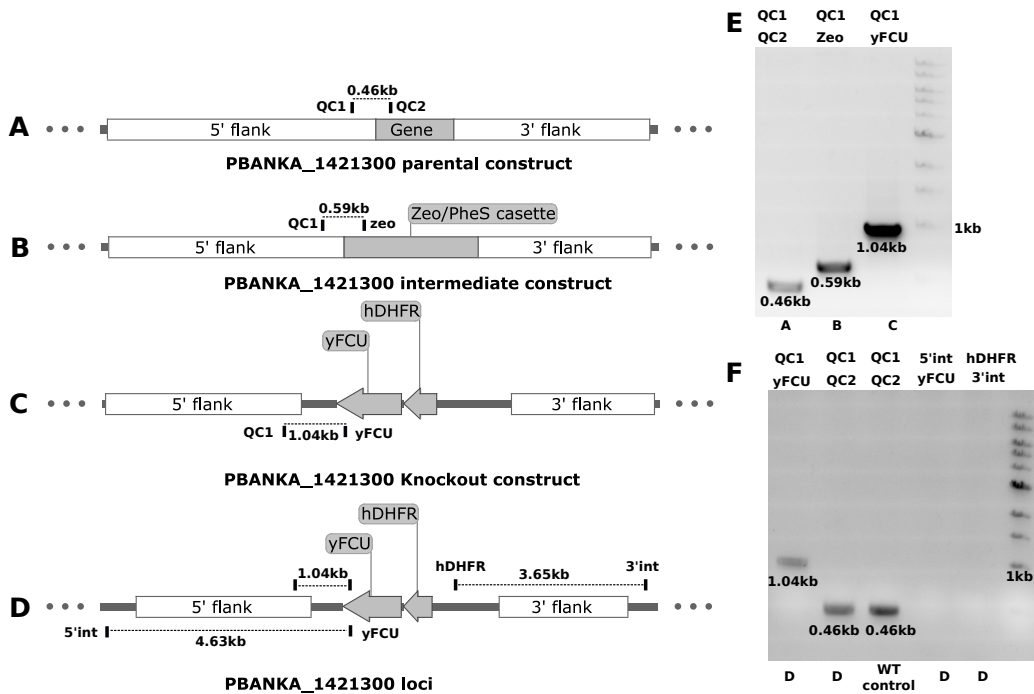 A
0.46kb
QC1 QC2
5' flank Gene 3' flank
PBANKA_1421300 parental construct
B
Zeo/PheS casette
0.59kb
QC1 zeo
5' flank 3' flank
PBANKA_1421300 intermediate construct
C
hDHFR
yFCU
5' flank 3' flank
QC1 1.04kb yFCU
PBANKA_1421300 Knockout construct
D
hDHFR
yFCU
1.04kb hDHFR 3.65kb 3'int
5' flank 3' flank
5'int 4.63kb yFCU
PBANKA_1421300 loci
E
QC1 QC1 QC1
QC2 Zeo yFCU
1kb
1.04kb
0.59kb
0.46kb
A B C
F
QC1 QC1 QC1 5'int hDHFR
yFCU QC2 QC2 yFCU 3'int
1kb
1.04kb
0.46kb 0.46kb
D D WT control D D